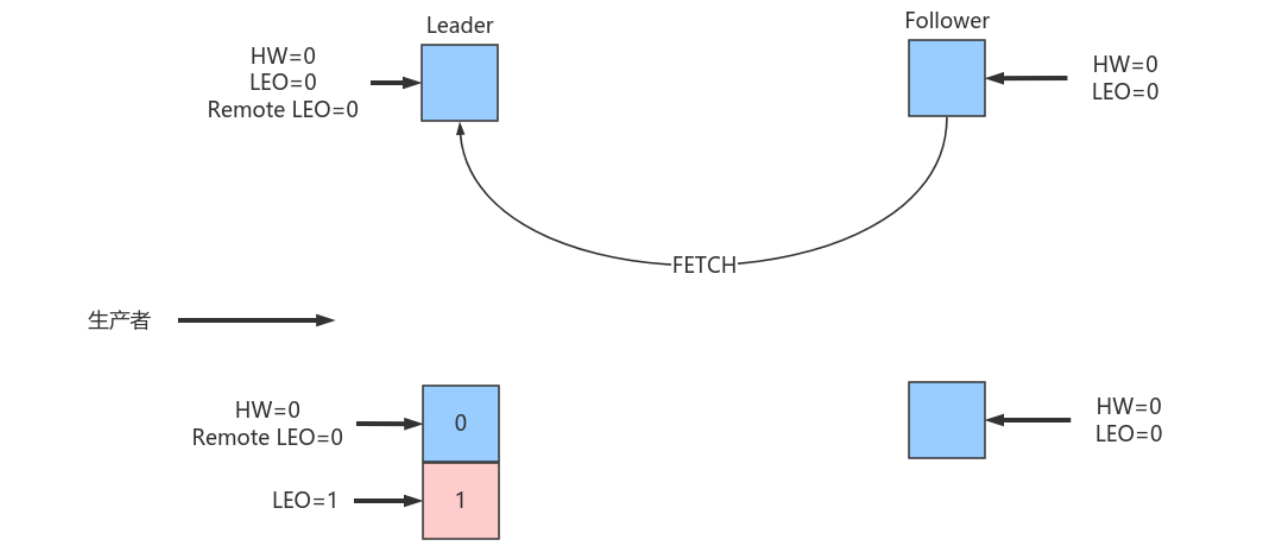 Leader
Follower
HW=0
LEO=0
Remote LEO=0
HW=0
LEO=0
FETCH
生产者
HW=0
Remote LEO=0
0
HW=0
LEO=0
LEO=1
1